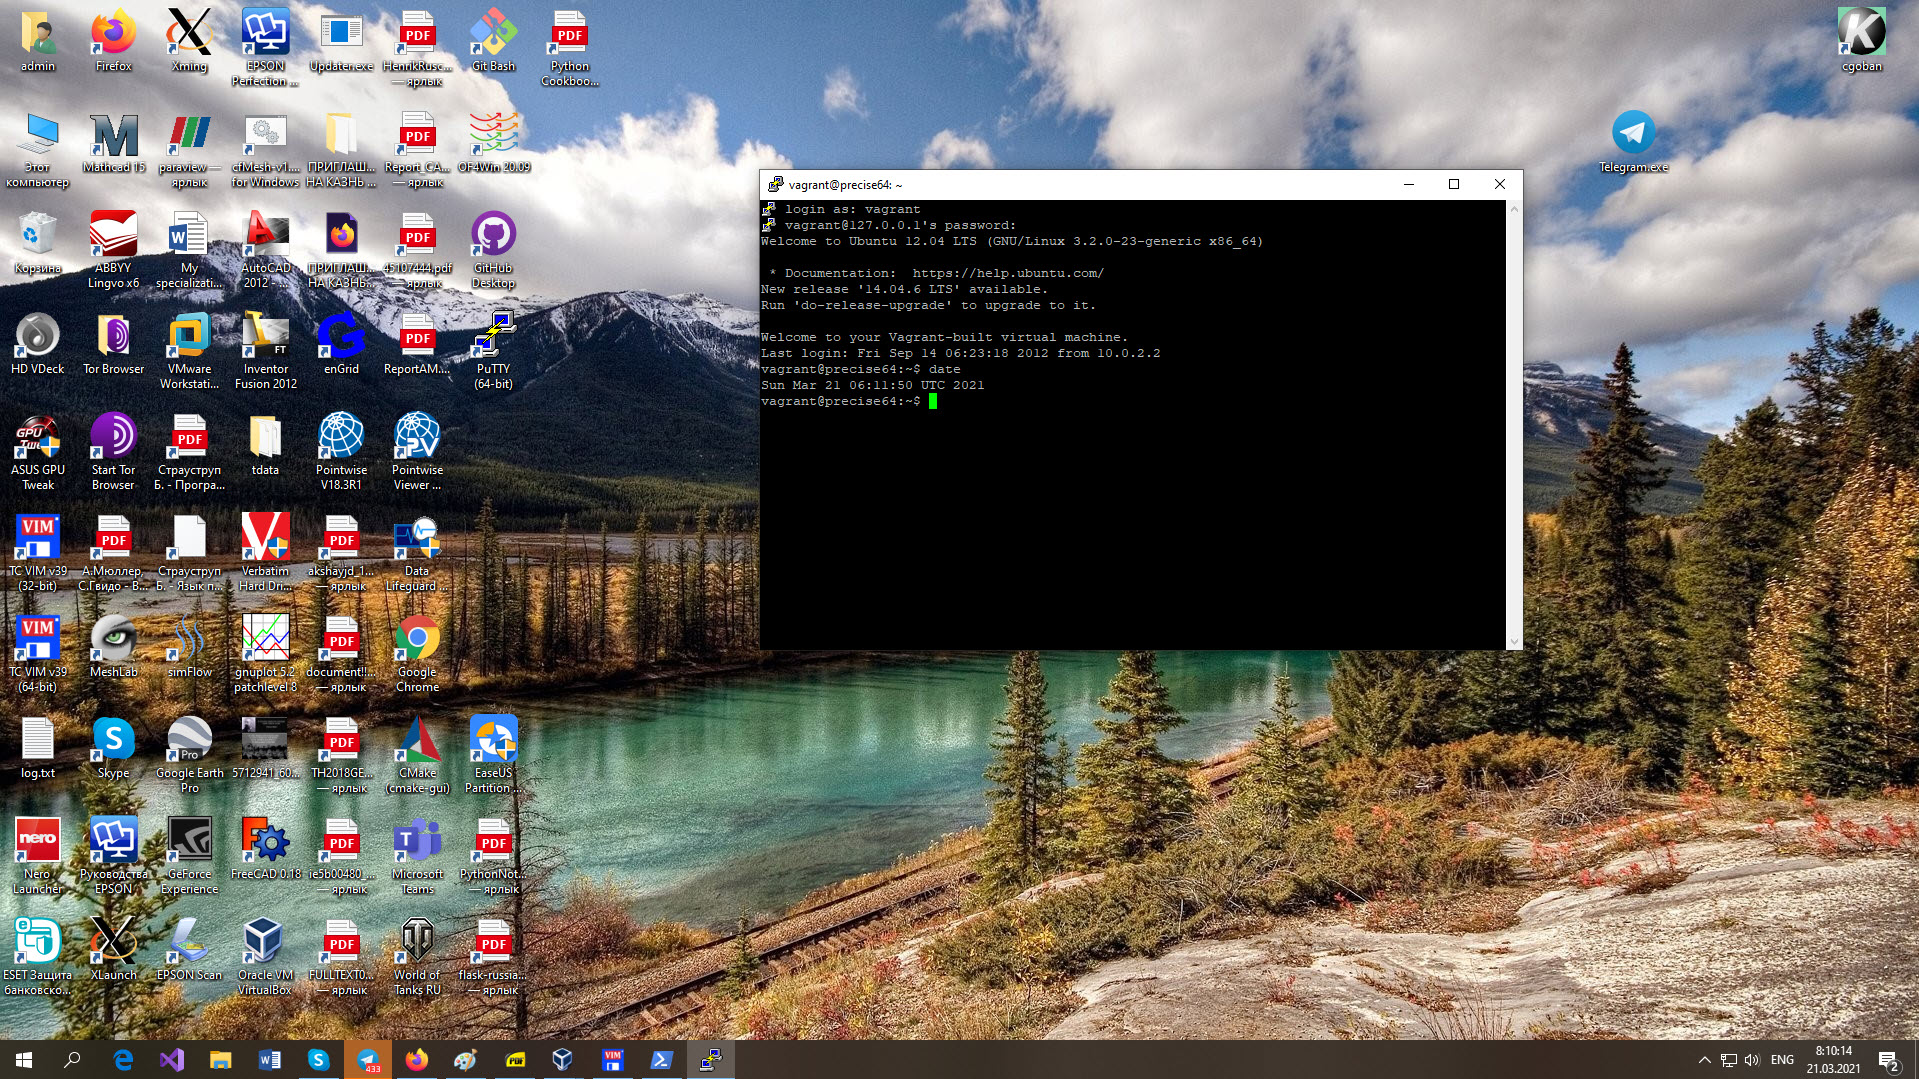 admin
Firefox
Xming
EPSON
Perfection ...
Updater.exe
HenrikRusc...
— ярлык
Git Bash
Python
Cookboo...
cgoban
Этот
компьютер
Mathcad 15
paraview —
ярлык
cfMesh-v1....
for Windows
ПРИГЛАШ...
НА КАЗНЬ ...
Report_CA...
— ярлык
OF4Win 20.09
Telegram.exe
Корзина
ABBYY
Lingvo x6
My
specializati...
AutoCAD
2012 - ...
ПРИГЛАШ...
НА КАЗНЬ...
45107444.pdf
— ярлык
GitHub
Desktop
HD VDeck
Tor Browser
VMware
Workstati...
Inventor
Fusion 2012
enGrid
ReportAM....
PuTTY
(64-bit)
ASUS GPU
Tweak
Start Tor
Browser
Страуструп
Б. - Програ...
tdata
Pointwise
V18.3R1
Pointwise
Viewer ...
TC VIM v39
(32-bit)
А.Мюллер,
С.Гвидо - В...
Страуструп
Б. - Язык п...
Verbatim
Hard Dri...
akshayjd_1...
— ярлык
Data
Lifeguard ...
TC VIM v39
(64-bit)
MeshLab
simFlow
gnuplot 5.2
patchlevel 8
document!!...
— ярлык
Google
Chrome
log.txt
Skype
Google Earth
Pro
5712941_60...
TH2018GE...
— ярлык
CMake
(cmake-gui)
EaseUS
Partition ...
Nero
Launcher
Руководства
EPSON
GeForce
Experience
FreeCAD 0.18
ie5b00480_...
— ярлык
Microsoft
Teams
PythonNot...
— ярлык
ESET Защита
банковско...
XLaunch
EPSON Scan
Oracle VM
VirtualBox
FULLTEXT0...
— ярлык
World of
Tanks RU
flask-russia...
— ярлык
vagrant@precise64: ~
login as: vagrant
vagrant@127.0.0.1's password:
Welcome to Ubuntu 12.04 LTS (GNU/Linux 3.2.0-23-generic x86_64)
* Documentation:  https://help.ubuntu.com/
New release '14.04.6 LTS' available.
Run 'do-release-upgrade' to upgrade to it.
Welcome to your Vagrant-built virtual machine.
Last login: Fri Sep 14 06:23:18 2012 from 10.0.2.2
vagrant@precise64:~$ date
Sun Mar 21 06:11:50 UTC 2021
vagrant@precise64:~$
433
ENG
8:10:14
21.03.2021
2